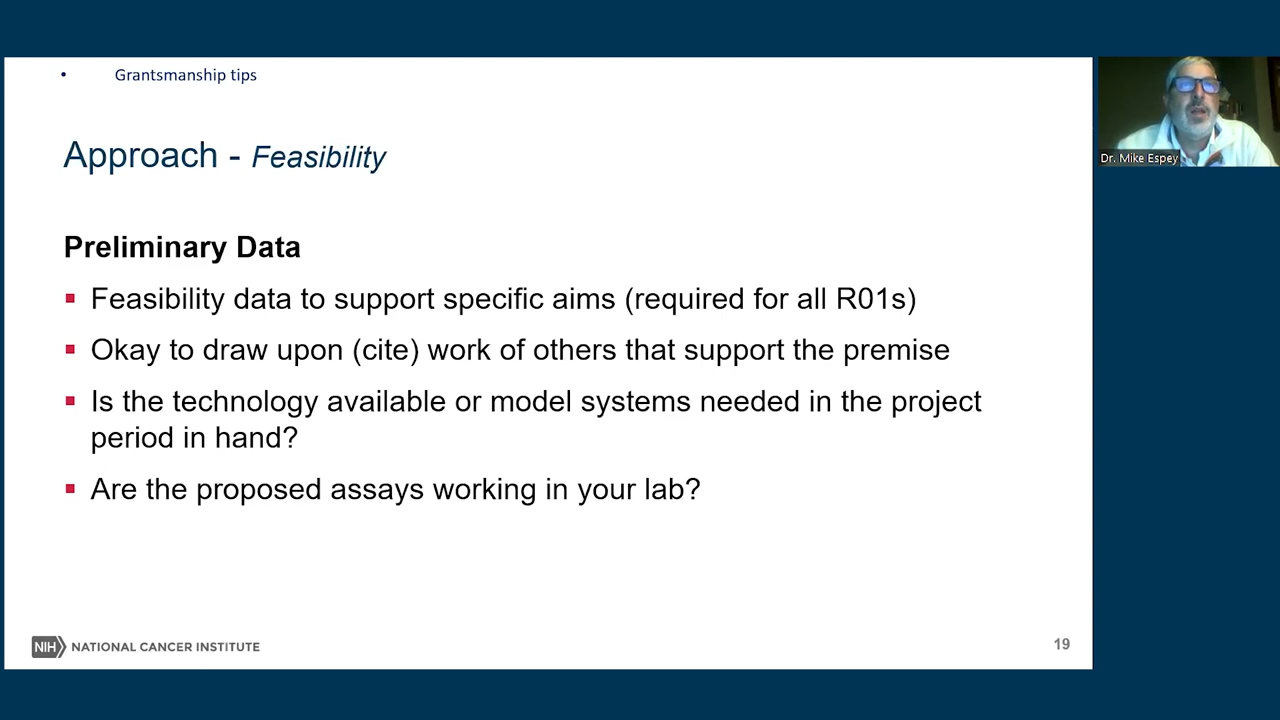 • Grantsmanship tips
Approach - Feasibility
Preliminary Data
▪ Feasibility data to support specific aims (required for all R01s)
▪ Okay to draw upon (cite) work of others that support the premise
▪ Is the technology available or model systems needed in the project
period in hand?
▪ Are the proposed assays working in your lab?
NIH NATIONAL CANCER INSTITUTE
19
Dr. Mike Espey